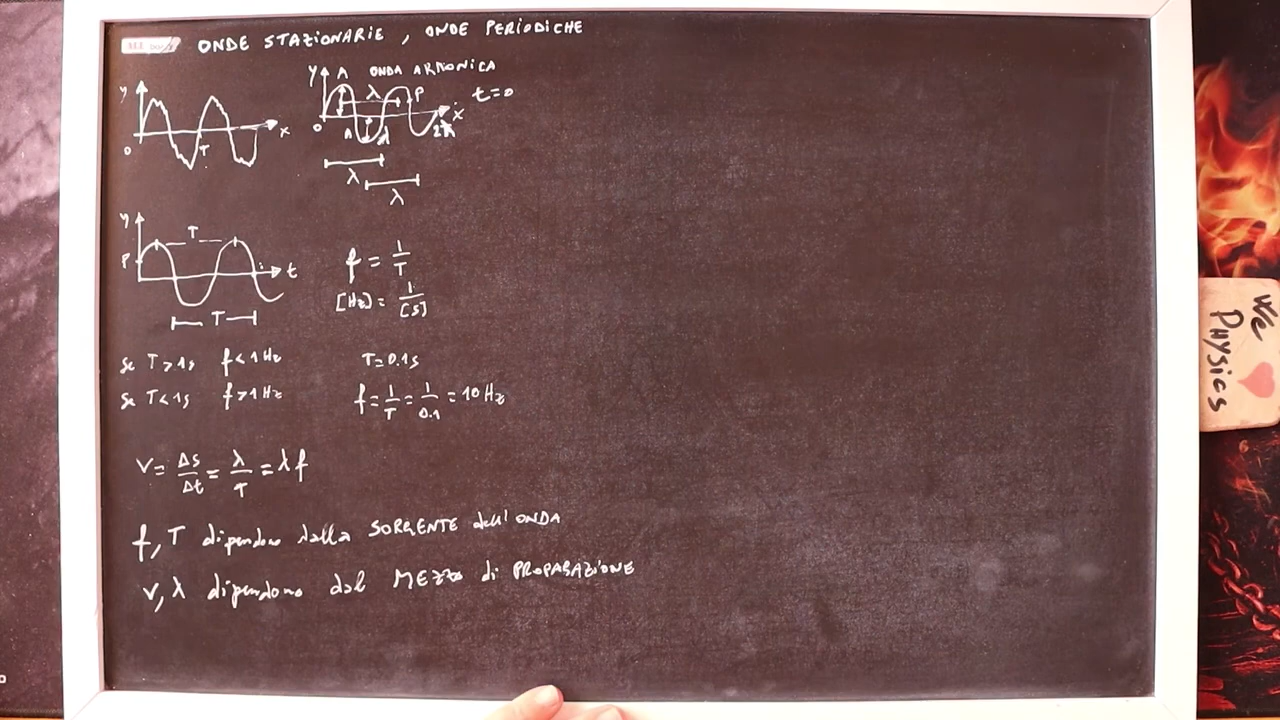 ONDE STAZIONARIE , ONDE PERIODICHE
y
x
0
T
y A ONDA ARMONICA
λ P t=0
0 A λ x
λ
λ
y
T
P
t
T
f = 1/T
[Hz] = 1/[s]
Se T > 1s f < 1 Hz
Se T < 1s f > 1 Hz
T = 0.1s
f = 1/T = 1/0.1 = 10 Hz
v = Δs/Δt = λ/T = λf
f, T dipendono dalla SORGENTE dell'ONDA
v, λ dipendono dal MEZZO di PROPAGAZIONE
We
Physics